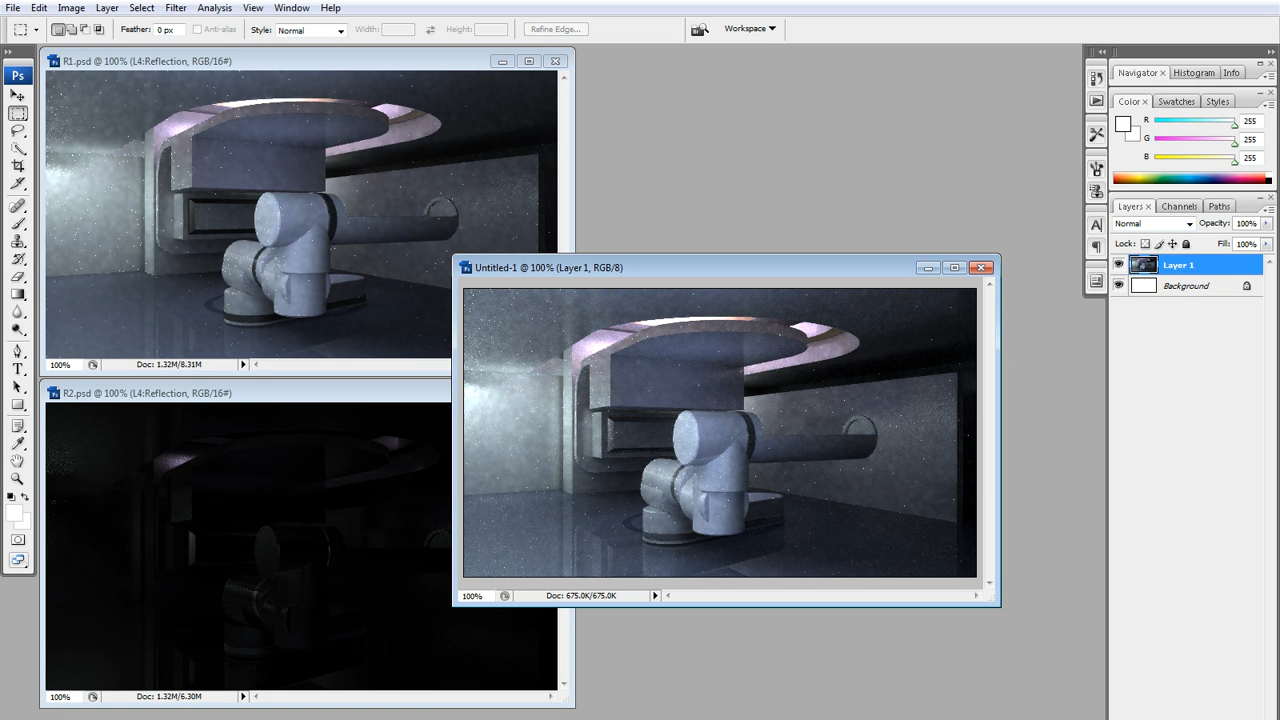 File Edit Image Layer Select Filter Analysis View Window Help
Feather: 0 px Anti-alias Style: Normal Width: Height: Refine Edge... Workspace
Ps
R1.psd @ 100% (L4:Reflection, RGB/16#)
100% Doc: 1.32M/8.31M
R2.psd @ 100% (L4:Reflection, RGB/16#)
100% Doc: 1.32M/6.30M
Untitled-1 @ 100% (Layer 1, RGB/8)
100% Doc: 675.0K/675.0K
Navigator Histogram Info
Color Swatches Styles
R 255
G 255
B 255
Layers Channels Paths
Normal Opacity: 100%
Lock: Fill: 100%
Layer 1
Background